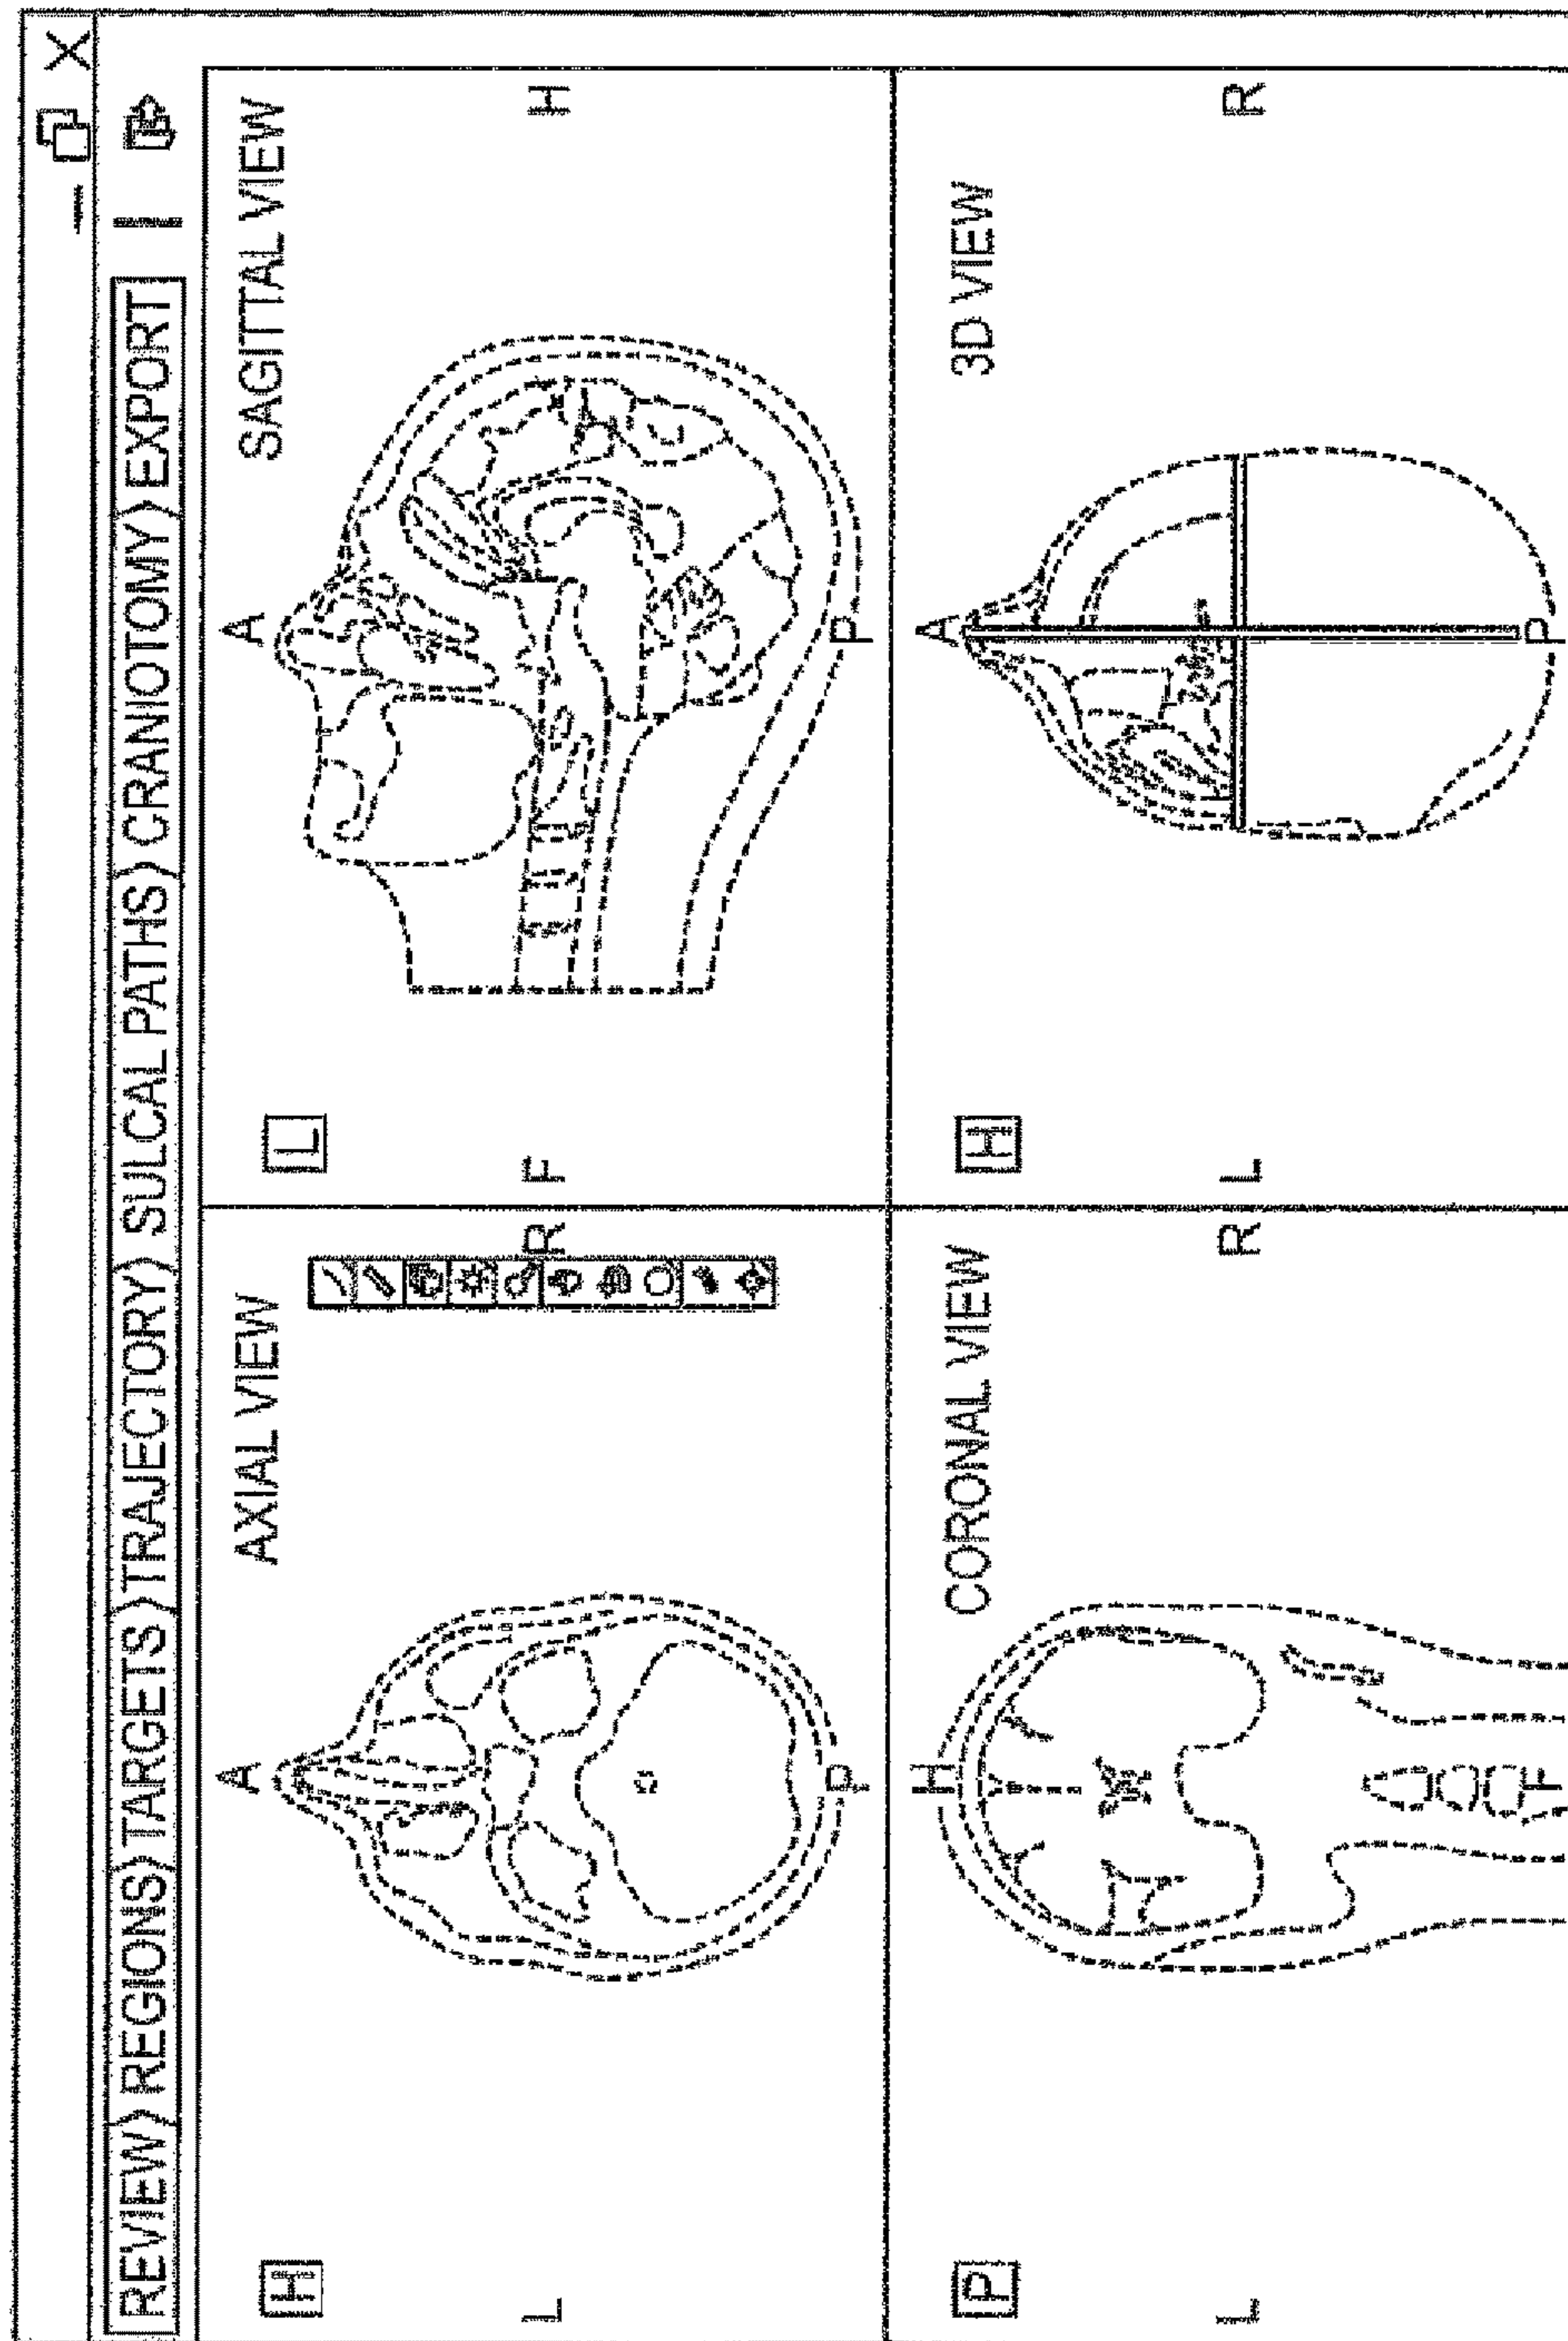 REVIEW⟩ REGIONS⟩ TARGETS⟩ TRAJECTORY⟩ SULCAL PATHS⟩ CRANIOTOMY⟩ EXPORT
H
AXIAL VIEW
A
L
R
P
L
SAGITTAL VIEW
A
F
H
P
P
CORONAL VIEW
H
L
R
F
H
3D VIEW
A
L
R
P